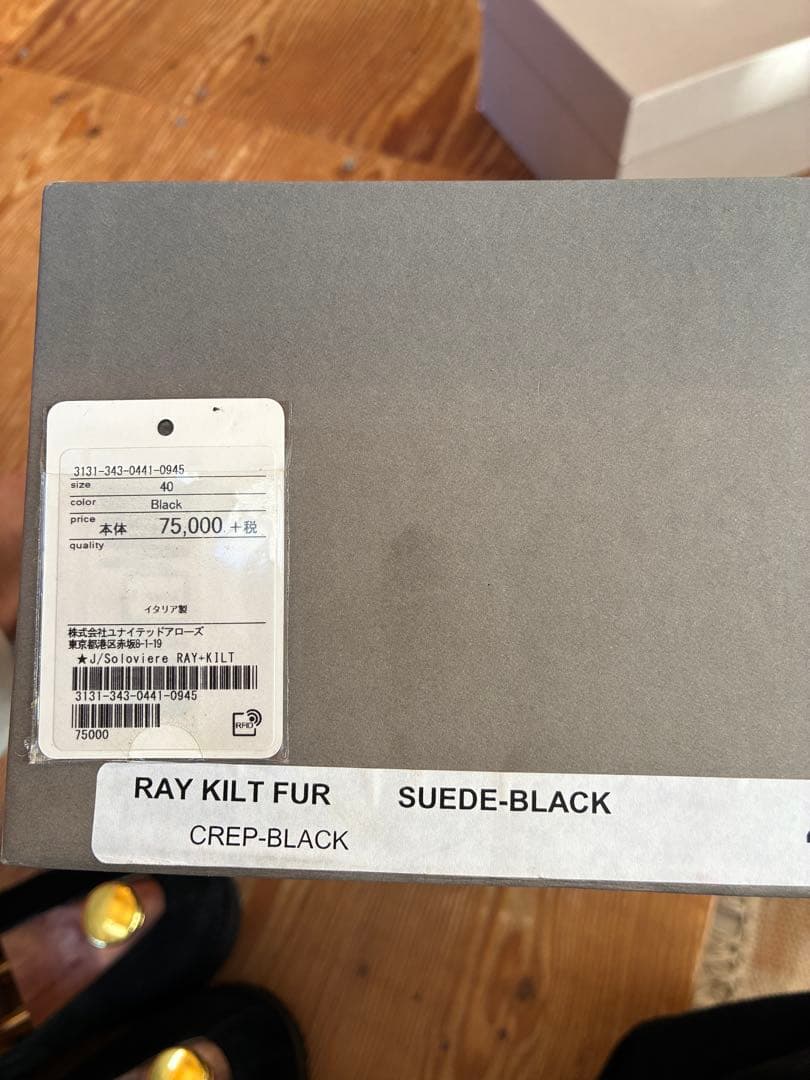 3131-343-0441-0945
size 40
color Black
price 本体 75,000 +税
quality
イタリア製
株式会社ユナイテッドアローズ
東京都港区赤坂8-1-19
★J/Soloviere RAY+KILT
3131-343-0441-0945
RFID
75000
RAY KILT FUR SUEDE-BLACK
CREP-BLACK